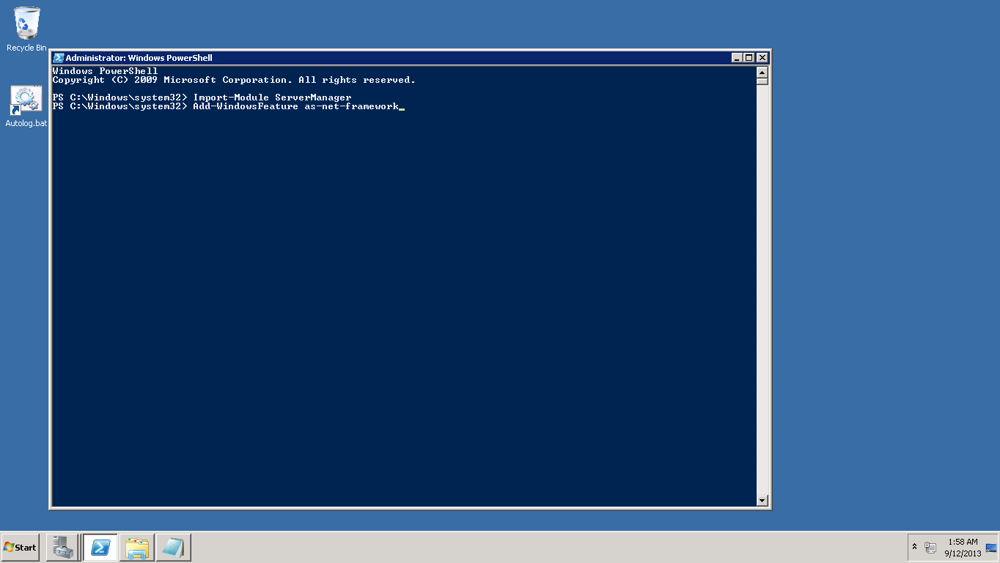 Recycle Bin
Autolog.bat
Administrator: Windows PowerShell
Windows PowerShell
Copyright (C) 2009 Microsoft Corporation. All rights reserved.
PS C:\Windows\system32> Import-Module ServerManager
PS C:\Windows\system32> Add-WindowsFeature as-net-framework_
Start
1:58 AM
9/12/2013